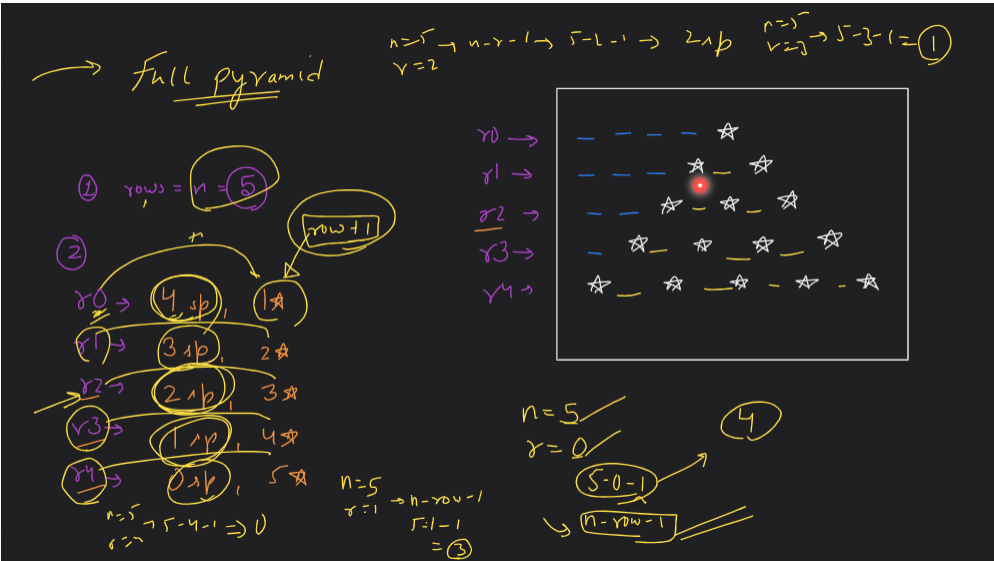 Full pyramid
n=5
r=2
→ n-r-1 → 5-2-1 → 2sp
n=5
r=3
→ 5-3-1 = 1
① rows = n = 5
row+1
②
r0 → 4 sp, 1☆
r1 → 3 sp, 2☆
r2 → 2 sp, 3☆
r3 → 1 sp, 4☆
r4 → 0 sp, 5☆
n=5
→ 5-4-1 ⇒ 0
n=5
r=1
→ n-row-1
5-1-1
= 3
r0 → _ _ _ _ ☆
r1 → _ _ _ ☆ _ ☆
r2 → _ _ ☆ _ ☆ _ ☆
r3 → _ ☆ _ ☆ _ ☆ ☆
r4 → ☆ _ ☆ _ ☆ - _ ☆ - ☆
n=5
r=0
5-0-1 → 4
n-row-1